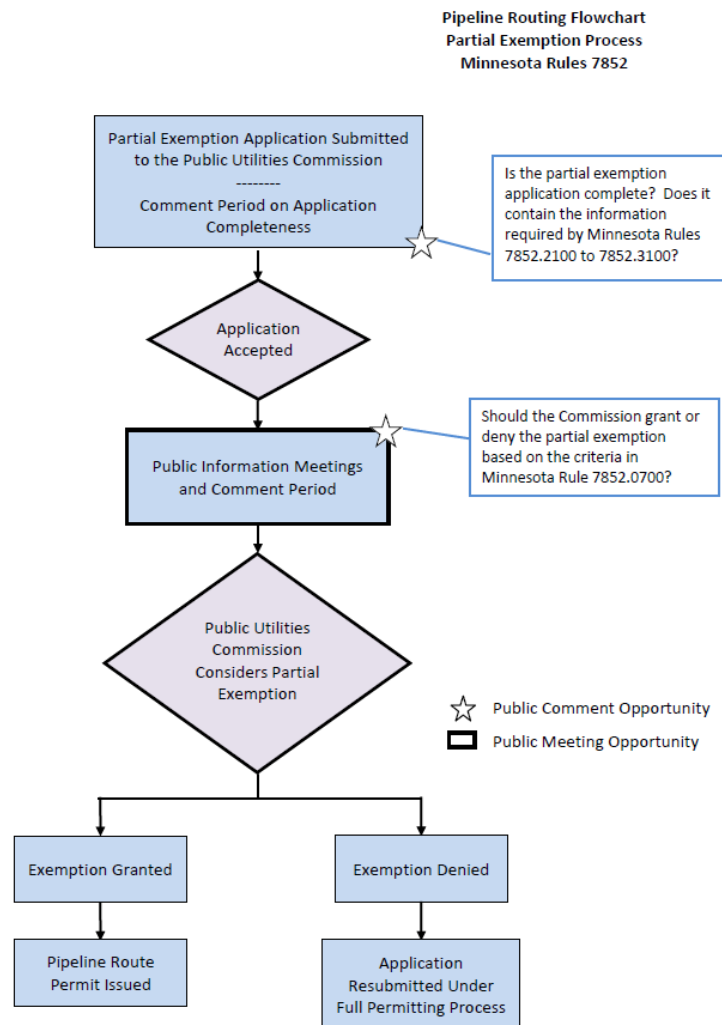 Pipeline Routing Flowchart
Partial Exemption Process
Minnesota Rules 7852
Partial Exemption Application Submitted
to the Public Utilities Commission
--------
Comment Period on Application
Completeness
Is the partial exemption
application complete?  Does it
contain the information
required by Minnesota Rules
7852.2100 to 7852.3100?
Application
Accepted
Should the Commission grant or
deny the partial exemption
based on the criteria in
Minnesota Rule 7852.0700?
Public Information Meetings
and Comment Period
Public Utilities
Commission
Considers Partial
Exemption
Public Comment Opportunity
Public Meeting Opportunity
Exemption Granted
Exemption Denied
Pipeline Route
Permit Issued
Application
Resubmitted Under
Full Permitting Process